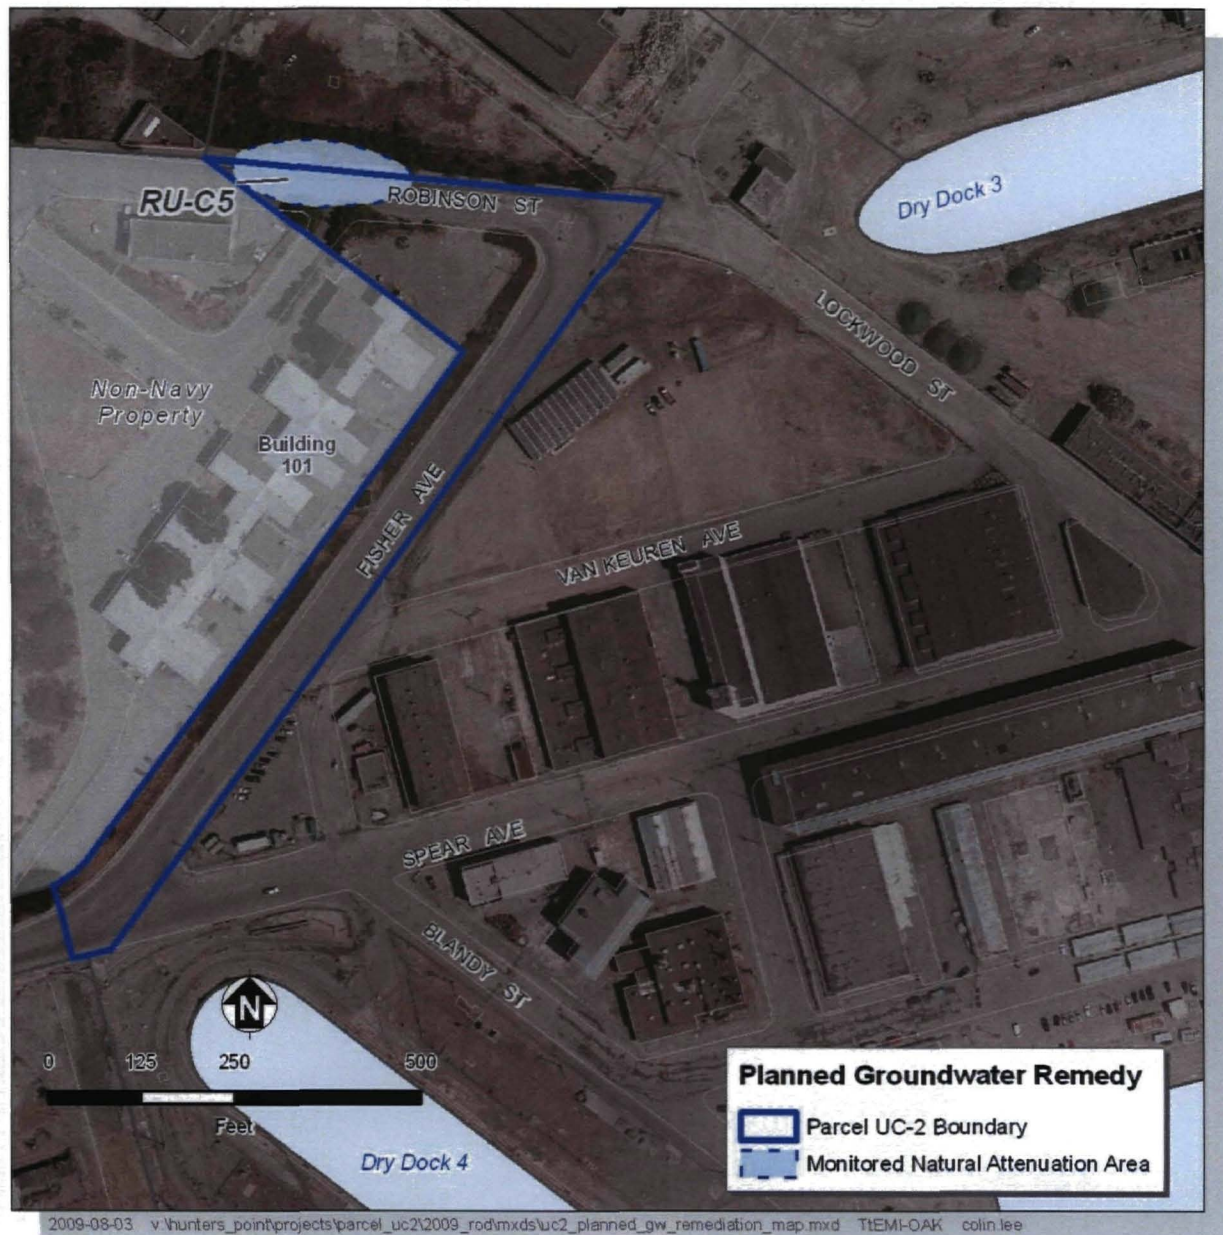 RU-C5
ROBINSON ST
Dry Dock 3
LOCKWOOD ST
Non-Navy
Property
Building
101
FISHER AVE
VAN KEUREN AVE
SPEAR AVE
BLANDY ST
N
0 125 250 500
Feet
Dry Dock 4
Planned Groundwater Remedy
Parcel UC-2 Boundary
Monitored Natural Attenuation Area
2009-08-03 v:\hunters_point\projects\parcel_uc2\2009_rod\mxds\uc2_planned_gw_remediation_map.mxd TtEMI-OAK colin.lee